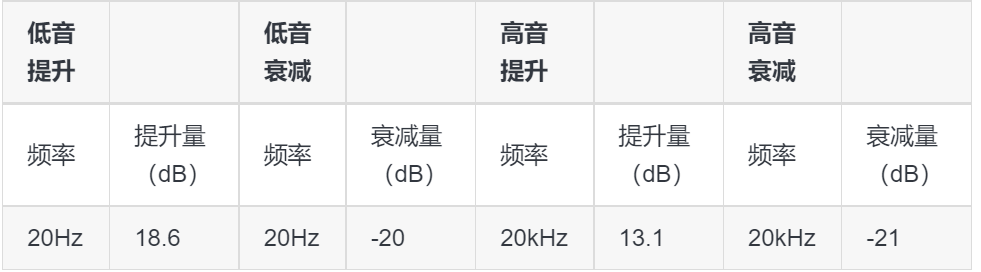 低音 低音 高音 高音
提升 衰减 提升 衰减
频率 提升量（dB） 频率 衰减量（dB） 频率 提升量（dB） 频率 衰减量（dB）
20Hz 18.6 20Hz -20 20kHz 13.1 20kHz -21